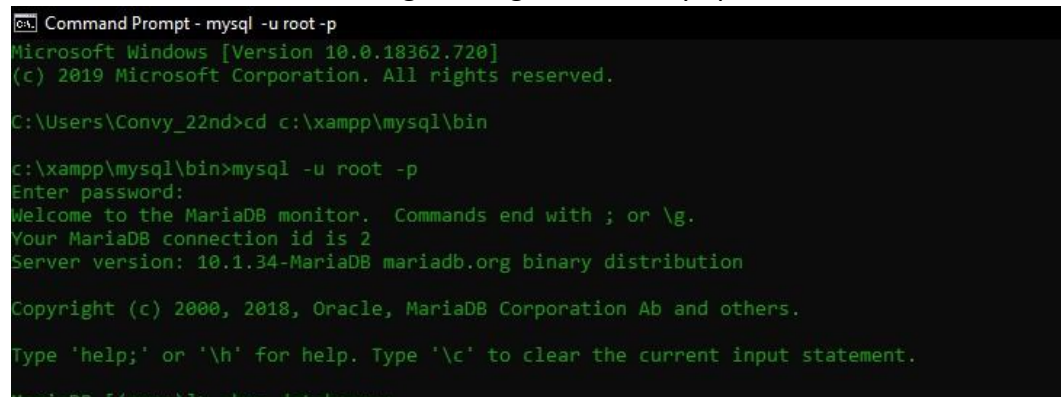 Command Prompt - mysql -u root -p
Microsoft Windows [Version 10.0.18362.720]
(c) 2019 Microsoft Corporation. All rights reserved.
C:\Users\Convy_22nd>cd c:\xampp\mysql\bin
c:\xampp\mysql\bin>mysql -u root -p
Enter password:
Welcome to the MariaDB monitor.  Commands end with ; or \g.
Your MariaDB connection id is 2
Server version: 10.1.34-MariaDB mariadb.org binary distribution
Copyright (c) 2000, 2018, Oracle, MariaDB Corporation Ab and others.
Type 'help;' or '\h' for help. Type '\c' to clear the current input statement.